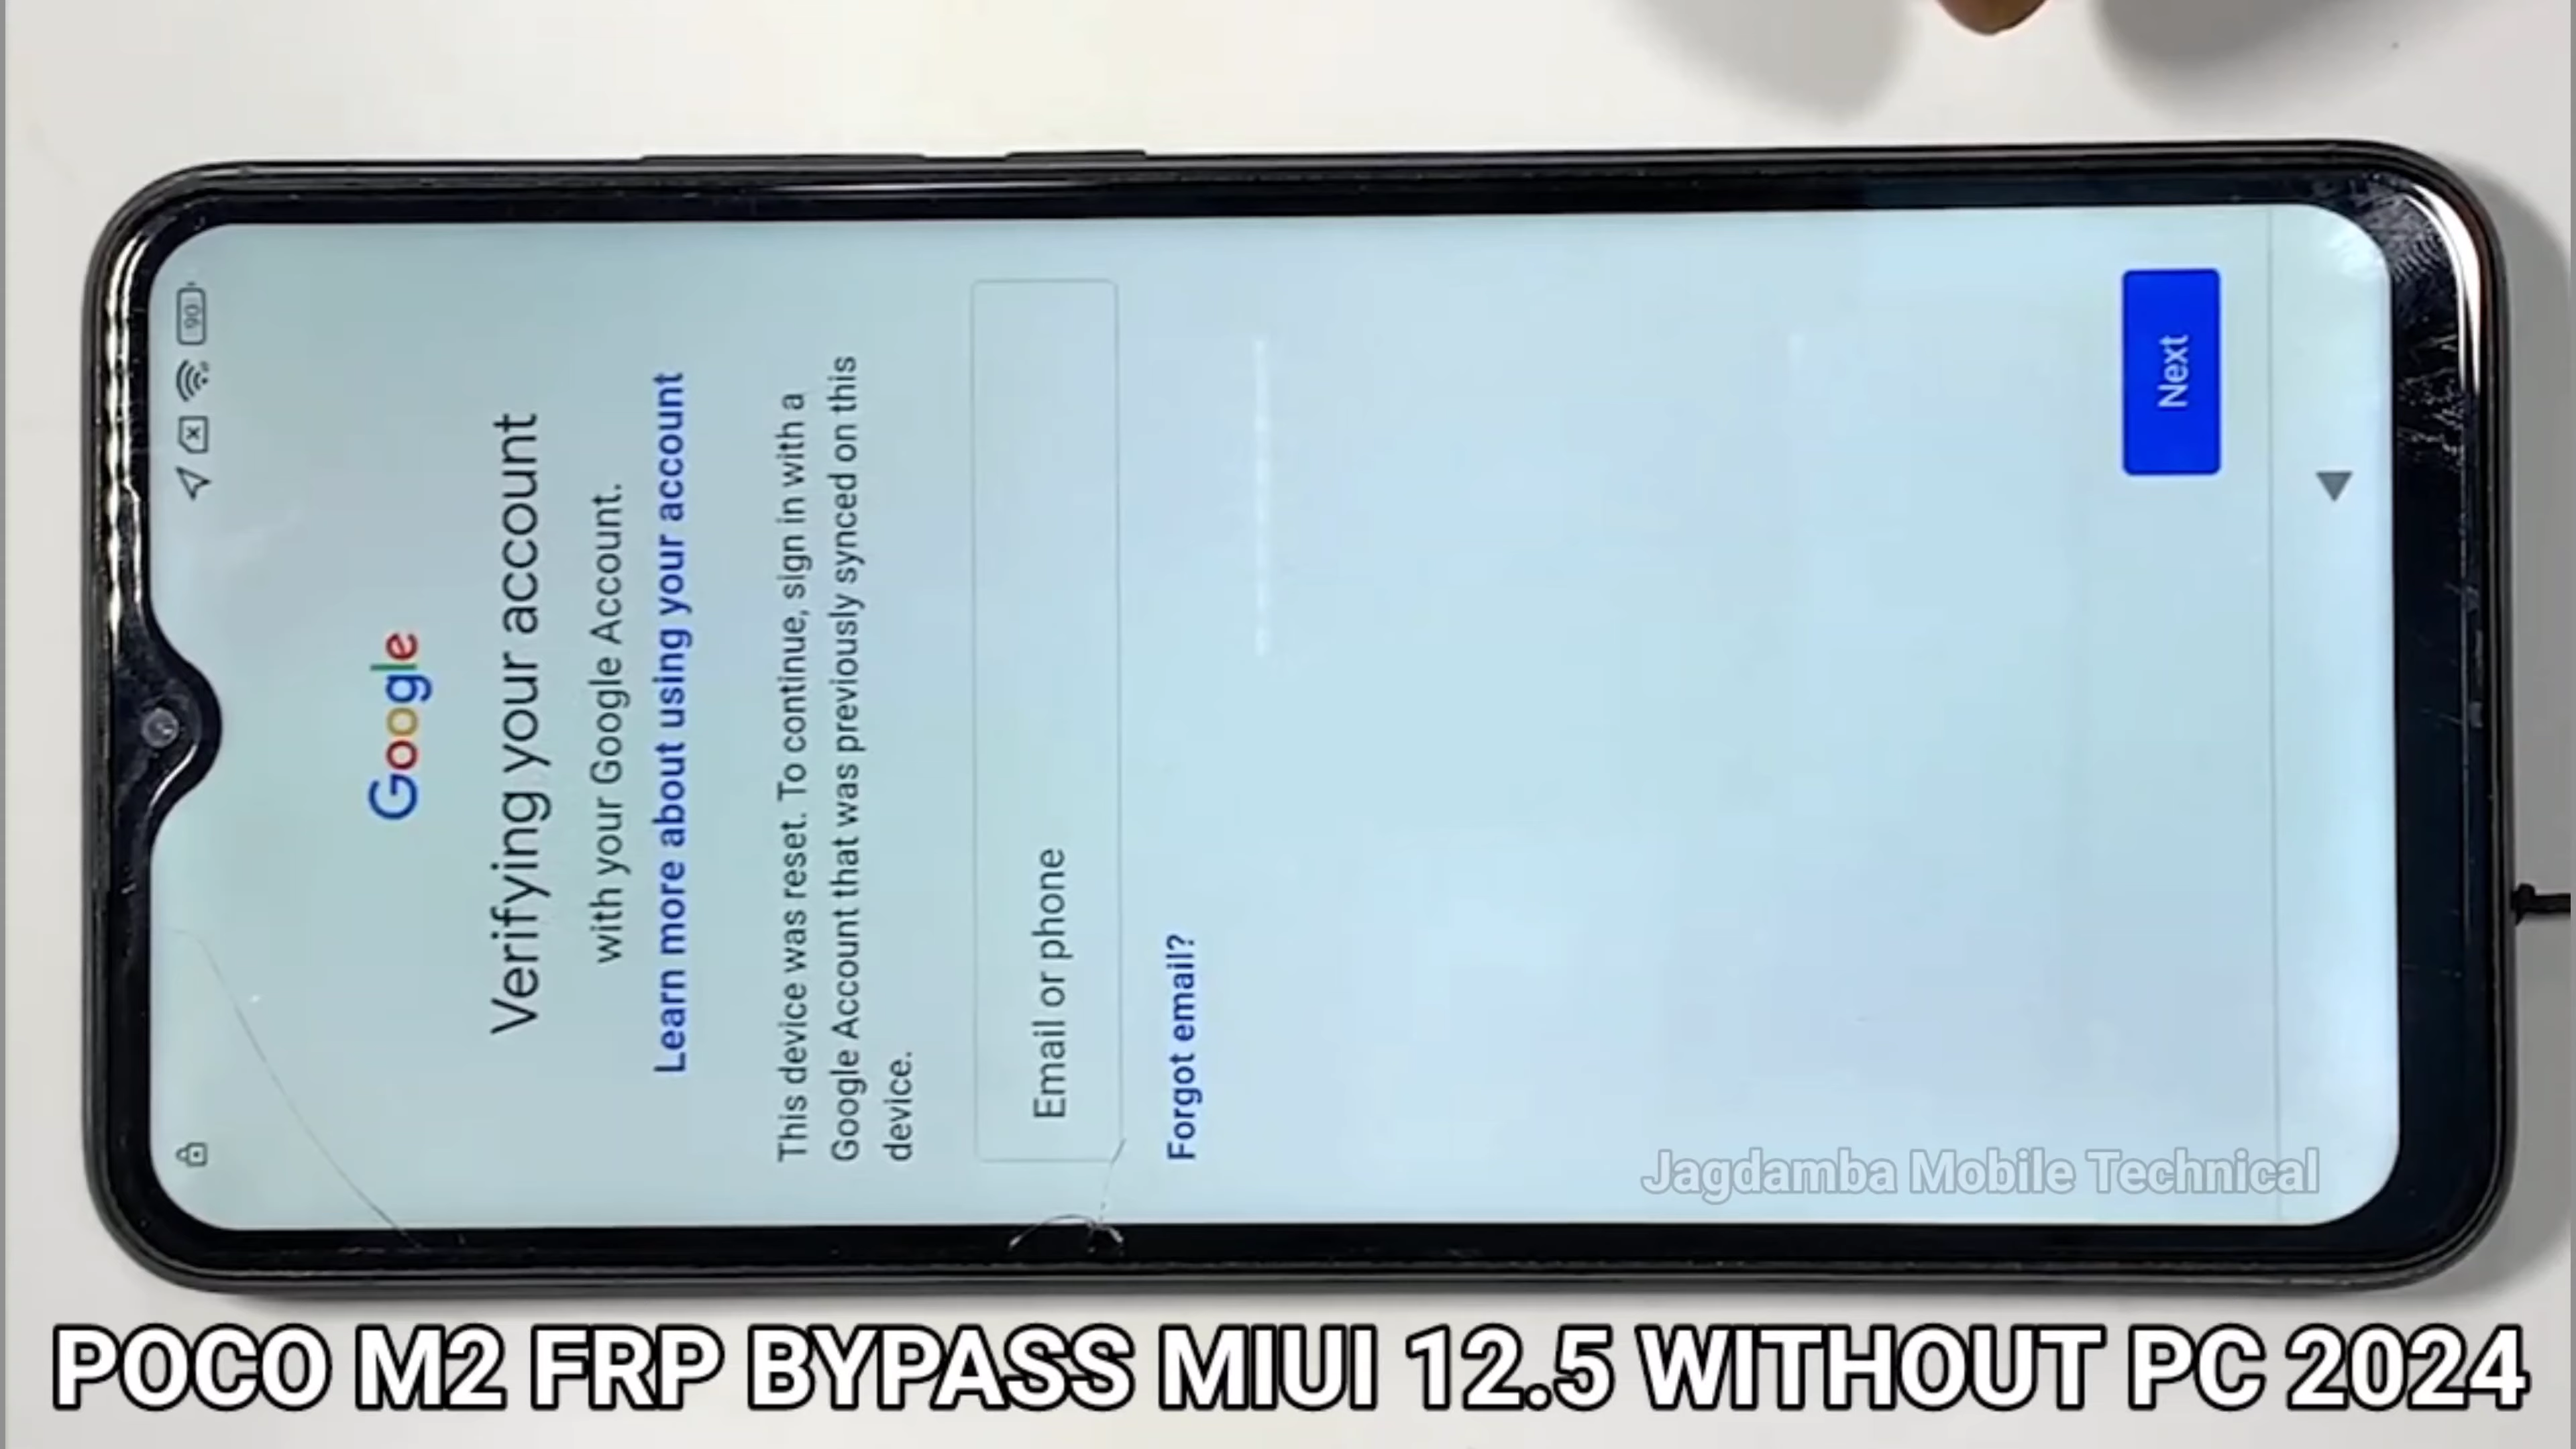 90
Google
Verifying your account
with your Google Account.
Learn more about using your account
This device was reset. To continue, sign in with a
Google Account that was previously synced on this
device.
Email or phone
Forgot email?
Next
Jagdamba Mobile Technical
POCO M2 FRP BYPASS MIUI 12.5 WITHOUT PC 2024